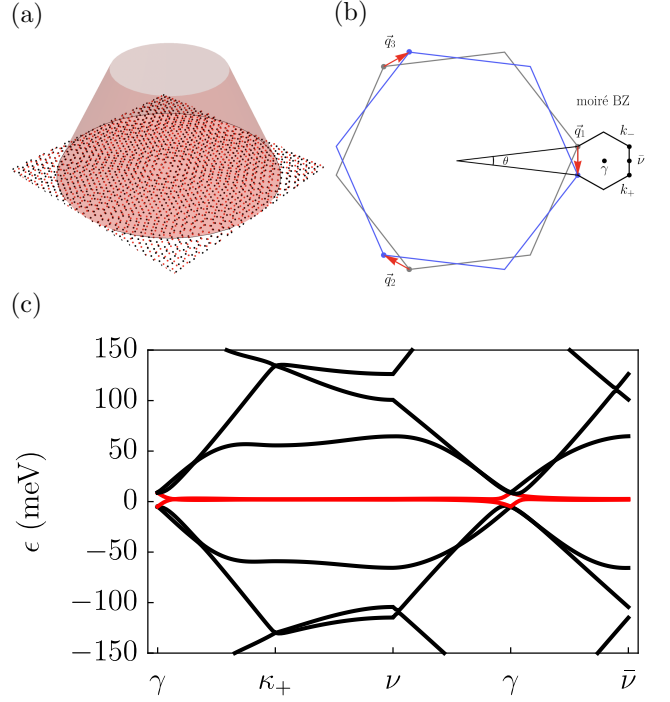 (a)
(b)
q⃗₃
moiré BZ
q⃗₁
k₋
θ
γ
ν̄
k₊
q⃗₂
(c)
150
100
50
0
−50
−100
−150
ϵ (meV)
γ κ₊ ν γ ν̄